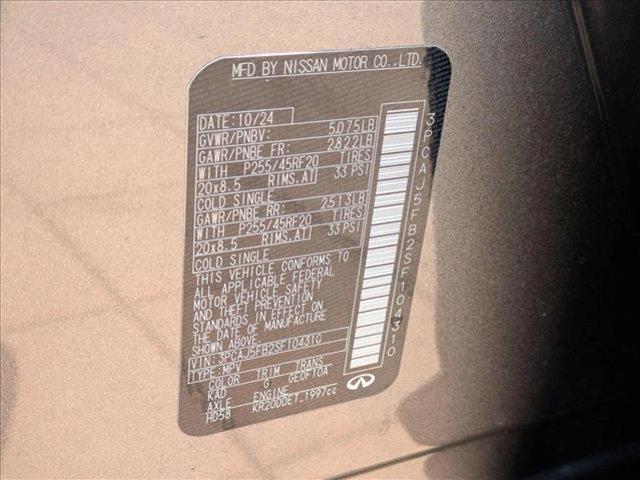 MFD BY NISSAN MOTOR CO.,LTD.
DATE: 10/24
GVWR/PNBV: 5,075LB
GAWR/PNBE FR: 2,822LB
WITH P255/45RF20 TIRES
20x8.5 RIMS,AT 33 PSI
COLD SINGLE
GAWR/PNBE RR: 2,513LB
WITH P255/45RF20 TIRES
20x8.5 RIMS,AT 33 PSI
COLD SINGLE
THIS VEHICLE CONFORMS TO
ALL APPLICABLE FEDERAL
MOTOR VEHICLE SAFETY
AND THEFT PREVENTION
STANDARDS IN EFFECT ON
THE DATE OF MANUFACTURE
SHOWN ABOVE.
VIN: 3PCAJ5FB2SF104310
TYPE: MPV
COLOR TRIM TRANS
KAD G GE0F10A
AXLE ENGINE
HD58 KR20DDET 1997cc
3PCAJ5FB2SF104310